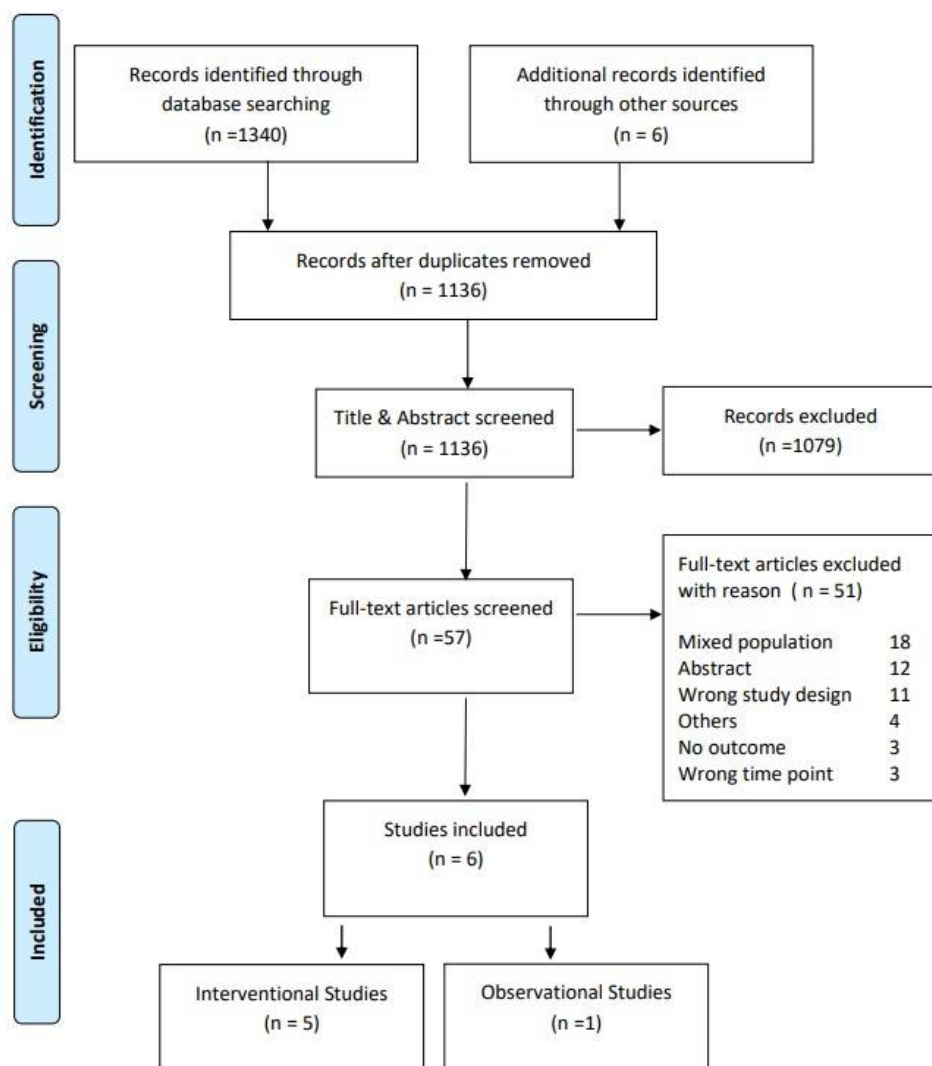 Identification
Records identified through
database searching
(n =1340)
Additional records identified
through other sources
(n = 6)
Records after duplicates removed
(n = 1136)
Screening
Title & Abstract screened
(n = 1136)
Records excluded
(n =1079)
Eligibility
Full-text articles screened
(n =57)
Full-text articles excluded
with reason ( n = 51)
Mixed population 18
Abstract 12
Wrong study design 11
Others 4
No outcome 3
Wrong time point 3
Included
Studies included
(n = 6)
Interventional Studies
(n = 5)
Observational Studies
(n =1)